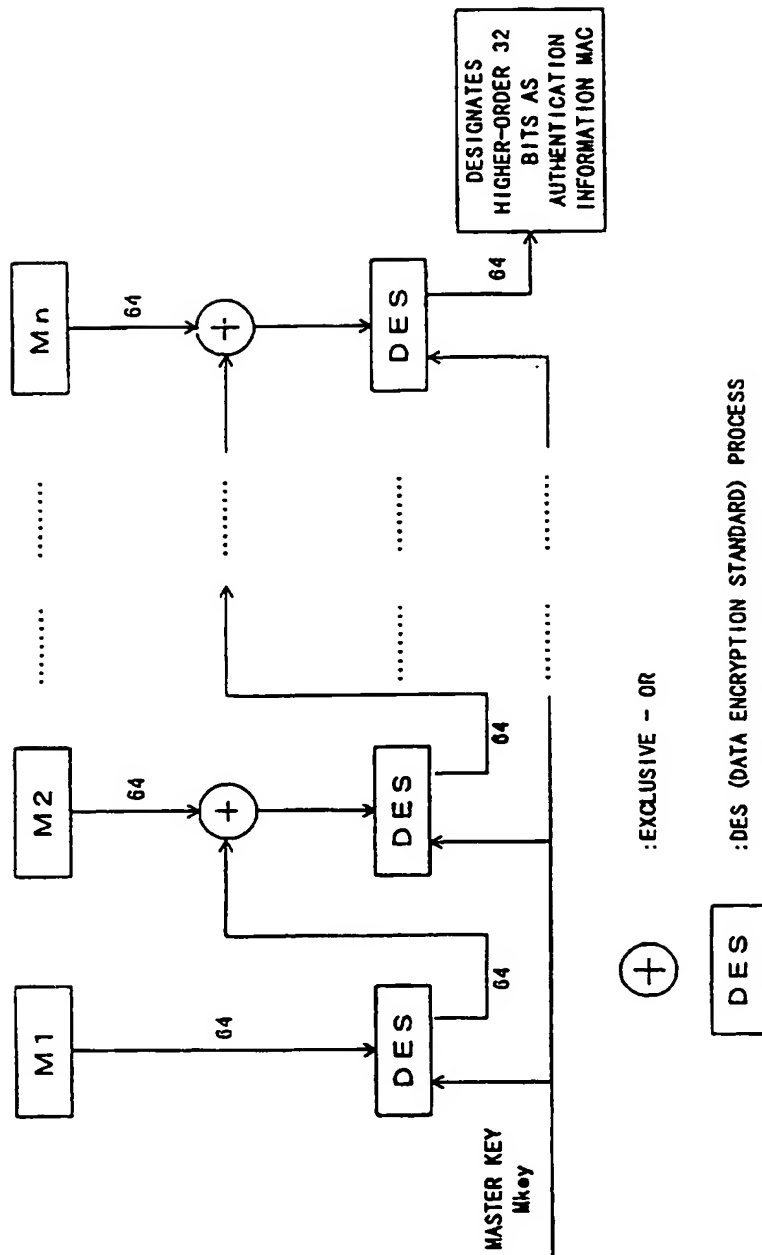 M1
M2
........ ........
Mn
64
64
64
+
+
........ ........
DES
DES
........ ........
DES
64
64
64
DESIGNATES
HIGHER-ORDER 32
BITS AS
AUTHENTICATION
INFORMATION MAC
MASTER KEY
Mkey
........ ........
+ :EXCLUSIVE - OR
DES :DES (DATA ENCRYPTION STANDARD) PROCESS